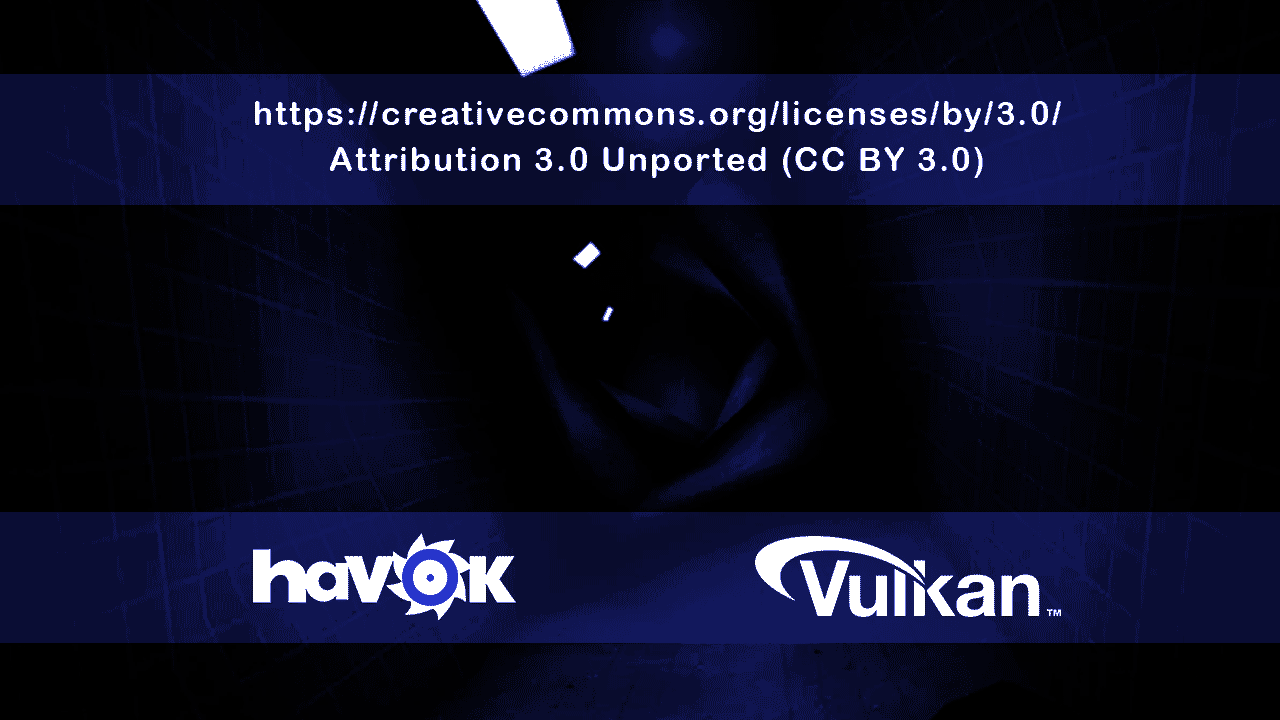 https://creativecommons.org/licenses/by/3.0/
Attribution 3.0 Unported (CC BY 3.0)
havok Vulkan™